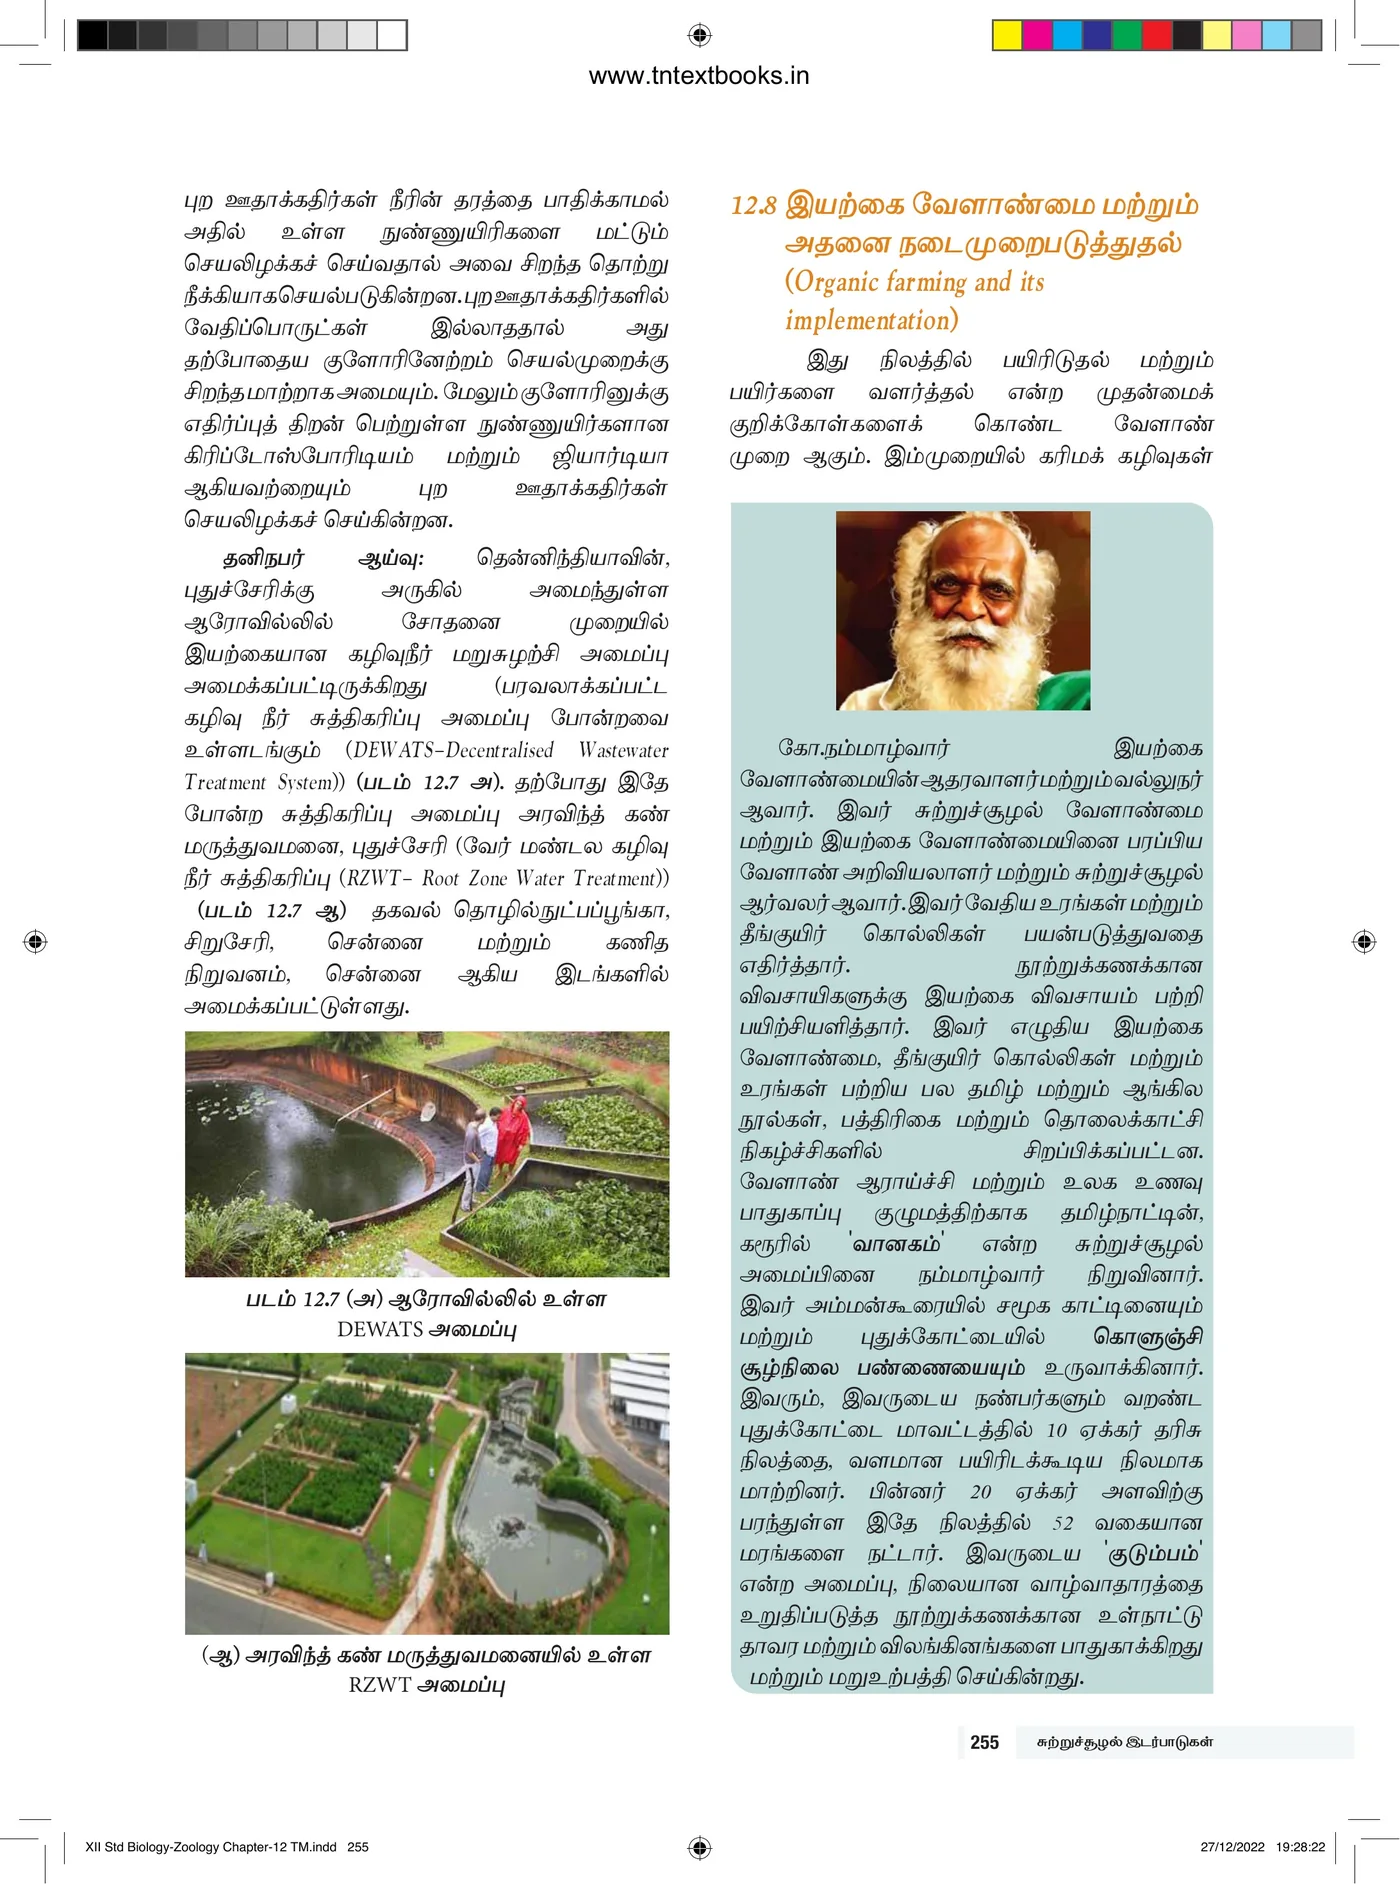 www.tntextbooks.in
புற ஊதாக்கதிர்கள் நீரின் தரத்தை பாதிக்காமல்
அதில் உள்ள நுண்ணுயிரிகளை மட்டும்
செயலிழக்கச் செய்வதால் அவை சிறந்த தொற்று
நீக்கியாகசெயல்படுகின்றன.புறஊதாக்கதிர்களில்
வேதிப்பொருட்கள் இல்லாததால் அது
தற்போதைய குளோரினேற்றம் செயல்முறைக்கு
சிறந்தமாற்றாகஅமையும். மேலும்குளோரினுக்கு
எதிர்ப்புத் திறன் பெற்றுள்ள நுண்ணுயிர்களான
கிரிப்டோஸ்போரிடியம் மற்றும் ஜியார்டியா
ஆகியவற்றையும் புற ஊதாக்கதிர்கள்
செயலிழக்கச் செய்கின்றன.
தனிநபர் ஆய்வு: தென்னிந்தியாவின்,
புதுச்சேரிக்கு அருகில் அமைந்துள்ள
ஆரோவில்லில் சோதனை முறையில்
இயற்கையான கழிவுநீர் மறுசுழற்சி அமைப்பு
அமைக்கப்பட்டிருக்கிறது (பரவலாக்கப்பட்ட
கழிவு நீர் சுத்திகரிப்பு அமைப்பு போன்றவை
உள்ளடங்கும் (DEWATS-Decentralised Wastewater
Treatment System)) (படம் 12.7 அ). தற்போது இதே
போன்ற சுத்திகரிப்பு அமைப்பு அரவிந்த் கண்
மருத்துவமனை, புதுச்சேரி (வேர் மண்டல கழிவு
நீர் சுத்திகரிப்பு (RZWT- Root Zone Water Treatment))
(படம் 12.7 ஆ) தகவல் தொழில்நுட்பப்பூங்கா,
சிறுசேரி, சென்னை மற்றும் கணித
நிறுவனம், சென்னை ஆகிய இடங்களில்
அமைக்கப்பட்டுள்ளது.
படம் 12.7 (அ) ஆரோவில்லில் உள்ள
DEWATS அமைப்பு
(ஆ) அரவிந்த் கண் மருத்துவமனையில் உள்ள
RZWT அமைப்பு
12.8 இயற்கை வேளாண்மை மற்றும்
அதனை நடைமுறைபடுத்துதல்
(Organic farming and its
implementation)
இது நிலத்தில் பயிரிடுதல் மற்றும்
பயிர்களை வளர்த்தல் என்ற முதன்மைக்
குறிக்கோள்களைக் கொண்ட வேளாண்
முறை ஆகும். இம்முறையில் கரிமக் கழிவுகள்
கோ.நம்மாழ்வார் இயற்கை
வேளாண்மையின்ஆதரவாளர்மற்றும்வல்லுநர்
ஆவார். இவர் சுற்றுச்சூழல் வேளாண்மை
மற்றும் இயற்கை வேளாண்மையினை பரப்பிய
வேளாண் அறிவியலாளர் மற்றும் சுற்றுச்சூழல்
ஆர்வலர்ஆவார்.இவர்வேதியஉரங்கள் மற்றும்
தீங்குயிர் கொல்லிகள் பயன்படுத்துவதை
எதிர்த்தார். நூற்றுக்கணக்கான
விவசாயிகளுக்கு இயற்கை விவசாயம் பற்றி
பயிற்சியளித்தார். இவர் எழுதிய இயற்கை
வேளாண்மை, தீங்குயிர் கொல்லிகள் மற்றும்
உரங்கள் பற்றிய பல தமிழ் மற்றும் ஆங்கில
நூல்கள், பத்திரிகை மற்றும் தொலைக்காட்சி
நிகழ்ச்சிகளில் சிறப்பிக்கப்பட்டன.
வேளாண் ஆராய்ச்சி மற்றும் உலக உணவு
பாதுகாப்பு குழுமத்திற்காக தமிழ்நாட்டின்,
கரூரில் 'வானகம்' என்ற சுற்றுச்சூழல்
அமைப்பினை நம்மாழ்வார் நிறுவினார்.
இவர் அம்மன்கூரையில் சமூக காட்டினையும்
மற்றும் புதுக்கோட்டையில் கொளுஞ்சி
சூழ்நிலை பண்ணையையும் உருவாக்கினார்.
இவரும், இவருடைய நண்பர்களும் வறண்ட
புதுக்கோட்டை மாவட்டத்தில் 10 ஏக்கர் தரிசு
நிலத்தை, வளமான பயிரிடக்கூடிய நிலமாக
மாற்றினர். பின்னர் 20 ஏக்கர் அளவிற்கு
பரந்துள்ள இதே நிலத்தில் 52 வகையான
மரங்களை நட்டார். இவருடைய 'குடும்பம்'
என்ற அமைப்பு, நிலையான வாழ்வாதாரத்தை
உறுதிப்படுத்த நூற்றுக்கணக்கான உள்நாட்டு
தாவர மற்றும் விலங்கினங்களை பாதுகாக்கிறது
மற்றும் மறுஉற்பத்தி செய்கின்றது.
255 சுற்றுச்சூழல் இடர்பாடுகள்
XII Std Biology-Zoology Chapter-12 TM.indd 255 27/12/2022 19:28:22